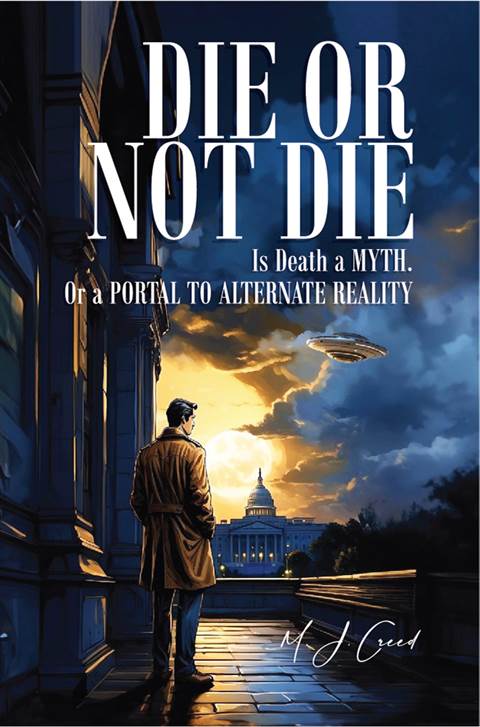 DIE OR
NOT DIE
Is Death a MYTH.
Or a PORTAL TO ALTERNATE REALITY
M. J. Creed